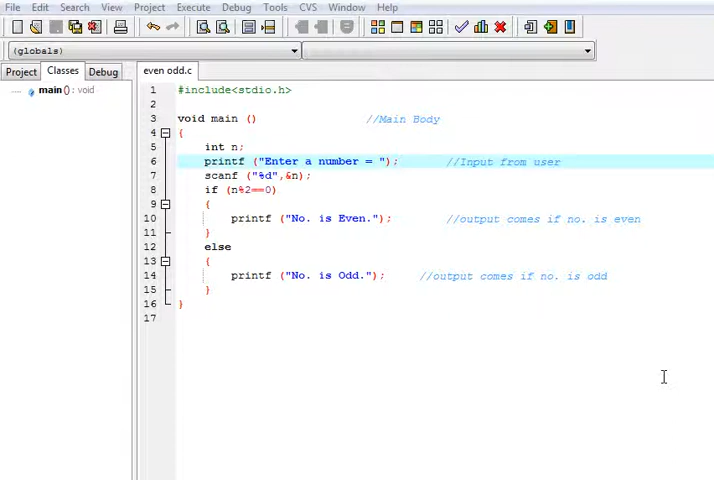 File Edit Search View Project Execute Debug Tools CVS Window Help
(globals)
Project Classes Debug even odd.c
main () : void
1 #include<stdio.h>
2
3 void main () //Main Body
4 {
5 int n;
6 printf ("Enter a number = "); //Input from user
7 scanf ("%d",&n);
8 if (n%2==0)
9 {
10 printf ("No. is Even."); //output comes if no. is even
11 }
12 else
13 {
14 printf ("No. is Odd."); //output comes if no. is odd
15 }
16 }
17